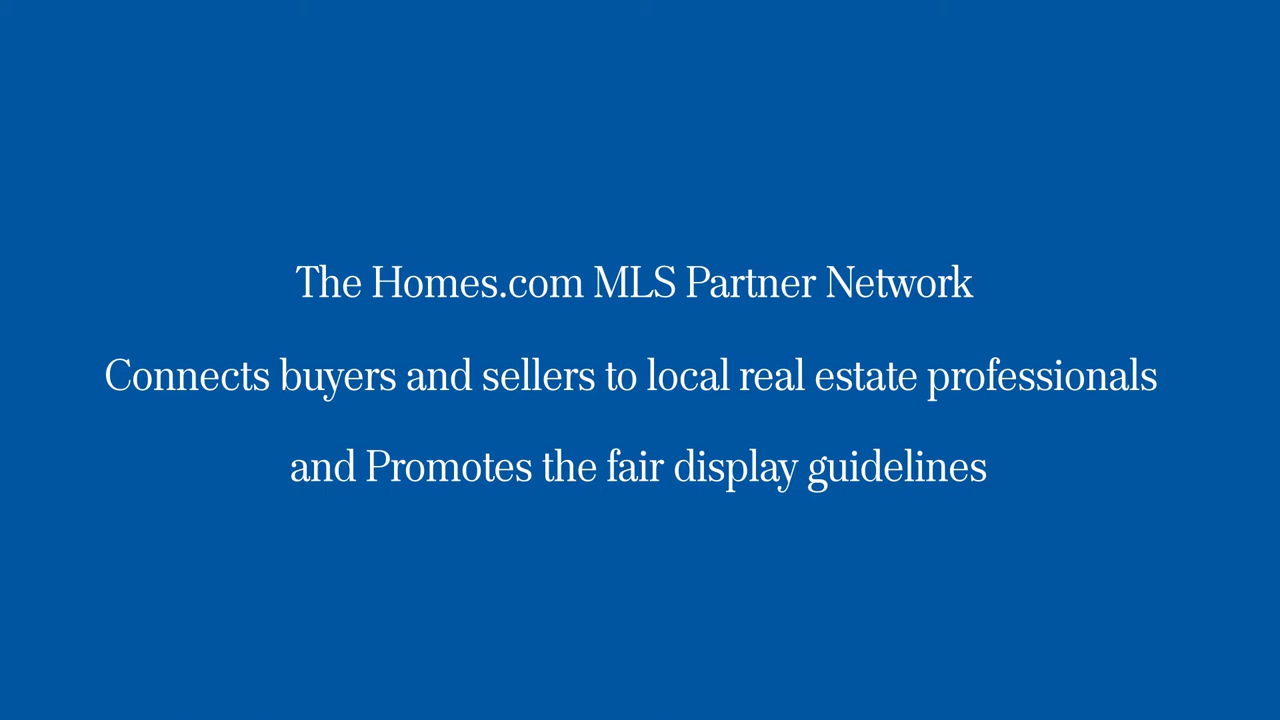 The Homes.com MLS Partner Network
Connects buyers and sellers to local real estate professionals
and Promotes the fair display guidelines